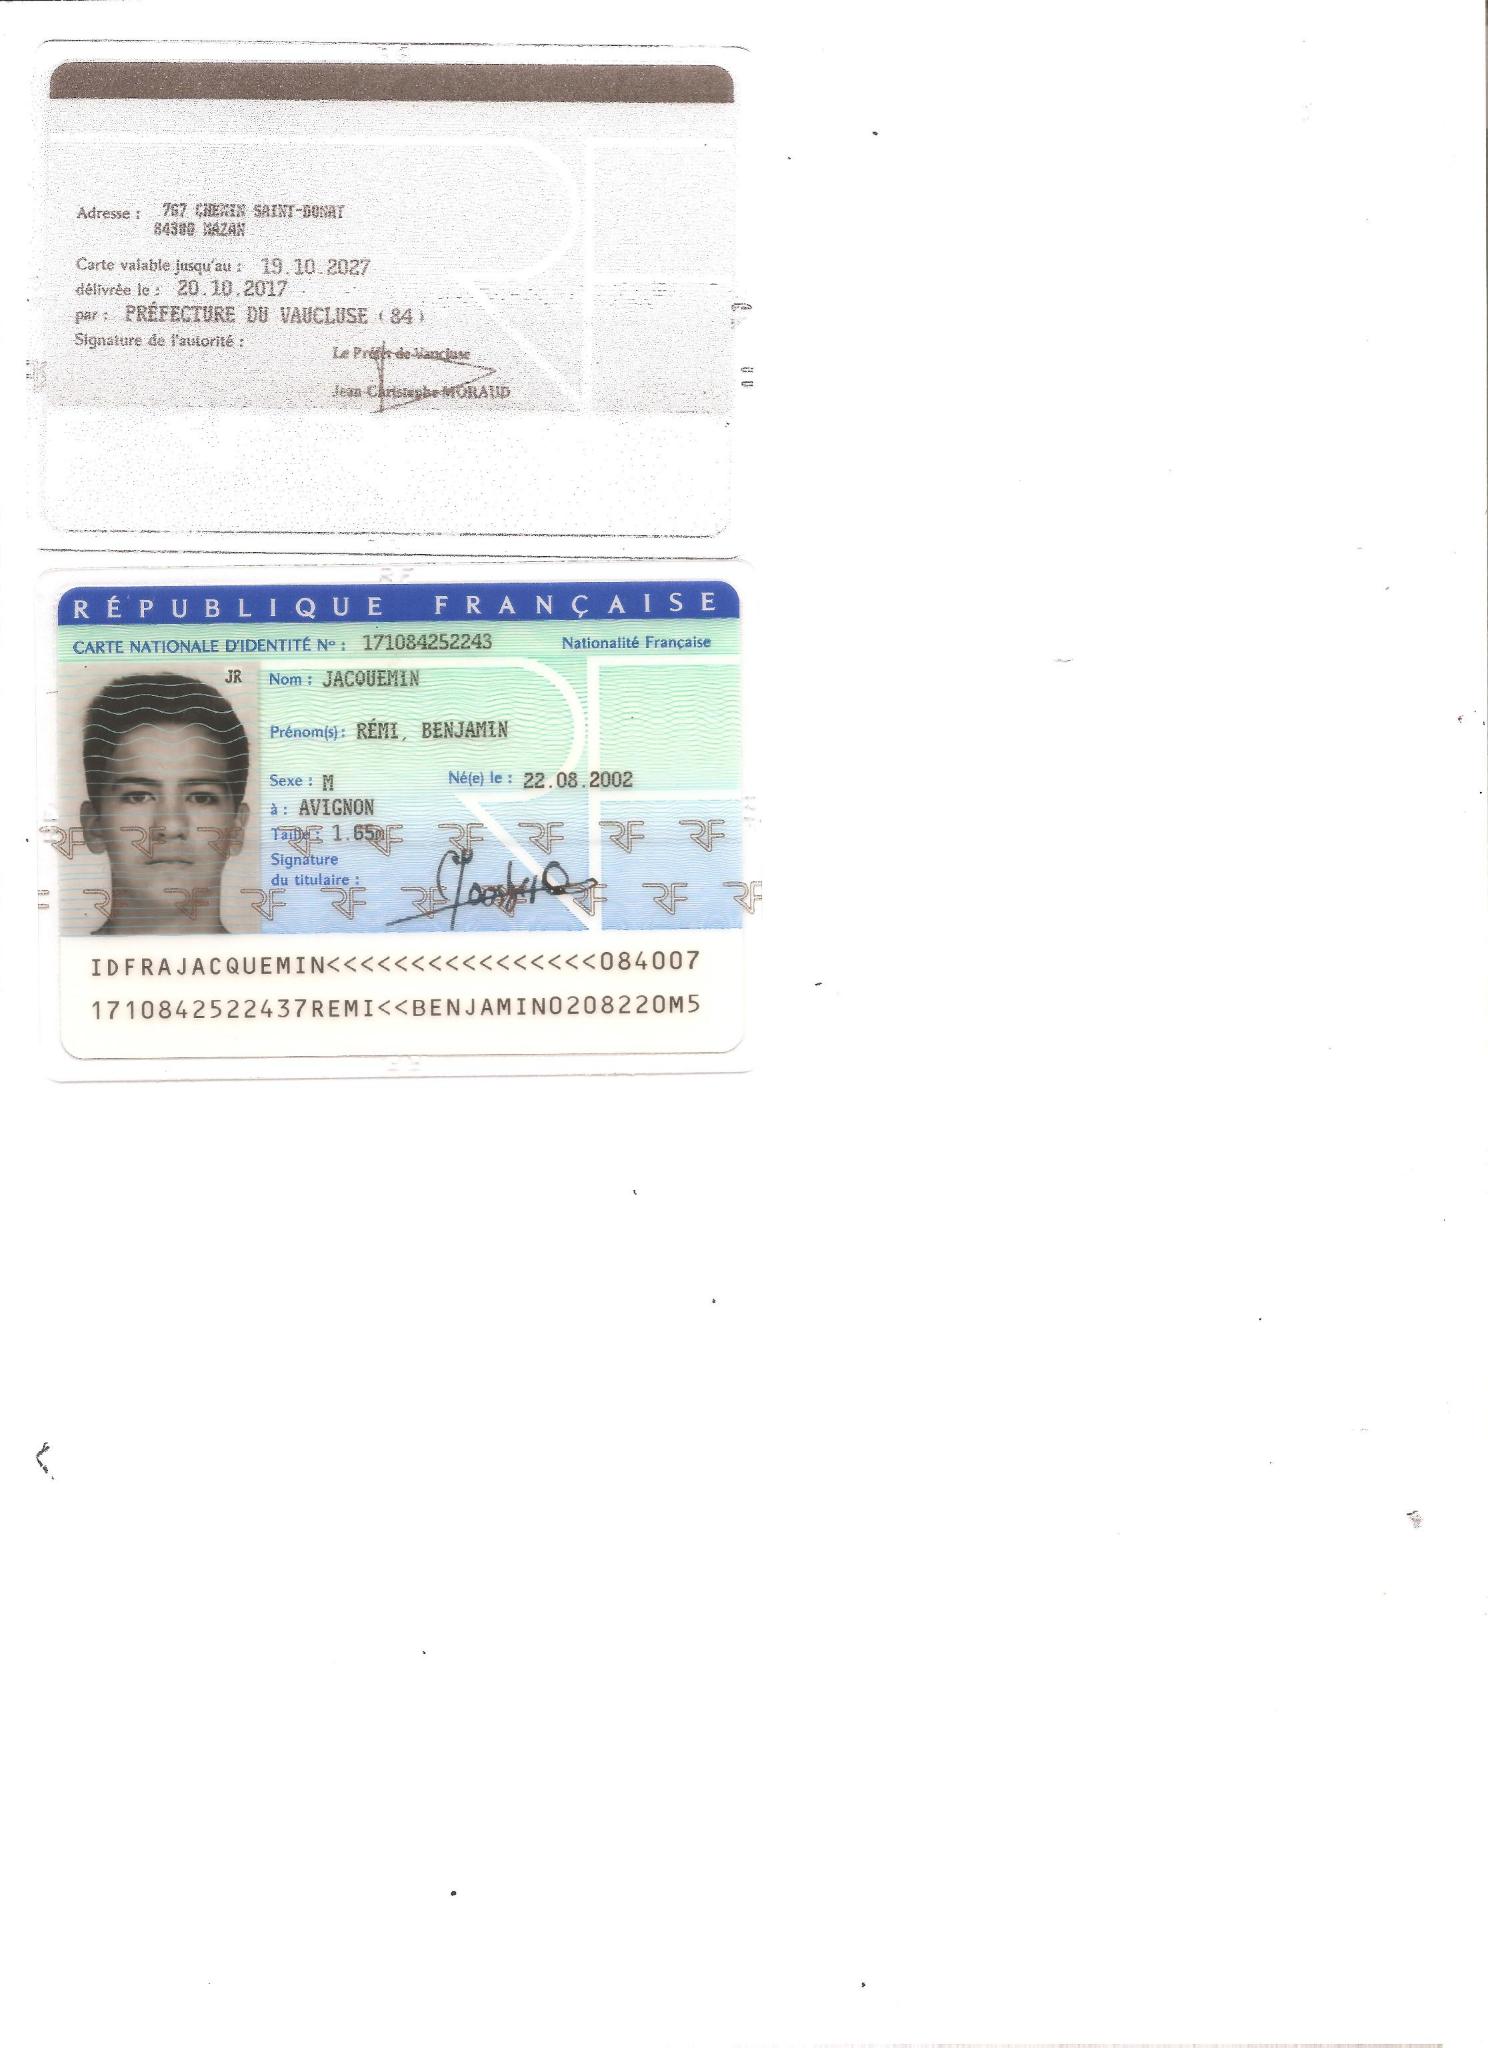 Adresse : 767 CHEMIN SAINT-DONAT
84380 MAZAN
Carte valable jusqu'au : 19.10.2027
délivrée le : 20.10.2017
par : PRÉFECTURE DU VAUCLUSE (84)
Signature de l'autorité :
Le Préfet de Vaucluse
Jean-Christophe MORAUD
RÉPUBLIQUE FRANÇAISE
CARTE NATIONALE D'IDENTITÉ Nº : 171084252243 Nationalité Française
JR
Nom : JACQUEMIN
Prénom(s) : RÉMI, BENJAMIN
Sexe : M Né(e) le : 22.08.2002
à : AVIGNON
Taille : 1.65m
Signature
du titulaire :
IDFRAJACQUEMIN<<<<<<<<<<<<<<<<084007
1710842522437REMI<<BENJAMIN0208220M5